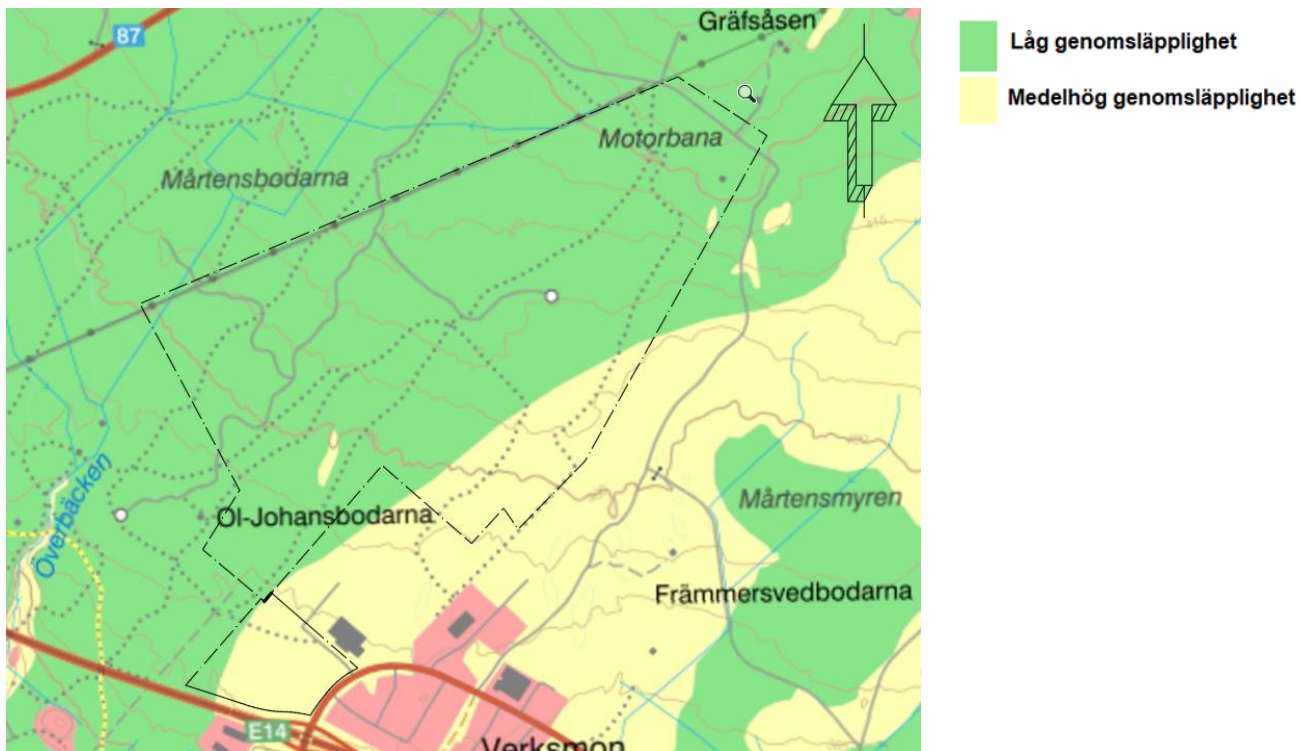 Gräfsåsen
87
Låg genomsläpplighet
Medelhög genomsläpplighet
Motorbana
Mårtensbodarna
Överbäcken
Öl-Johansbodarna
Mårtensmyren
Främmersvedbodarna
E14
Verksmon